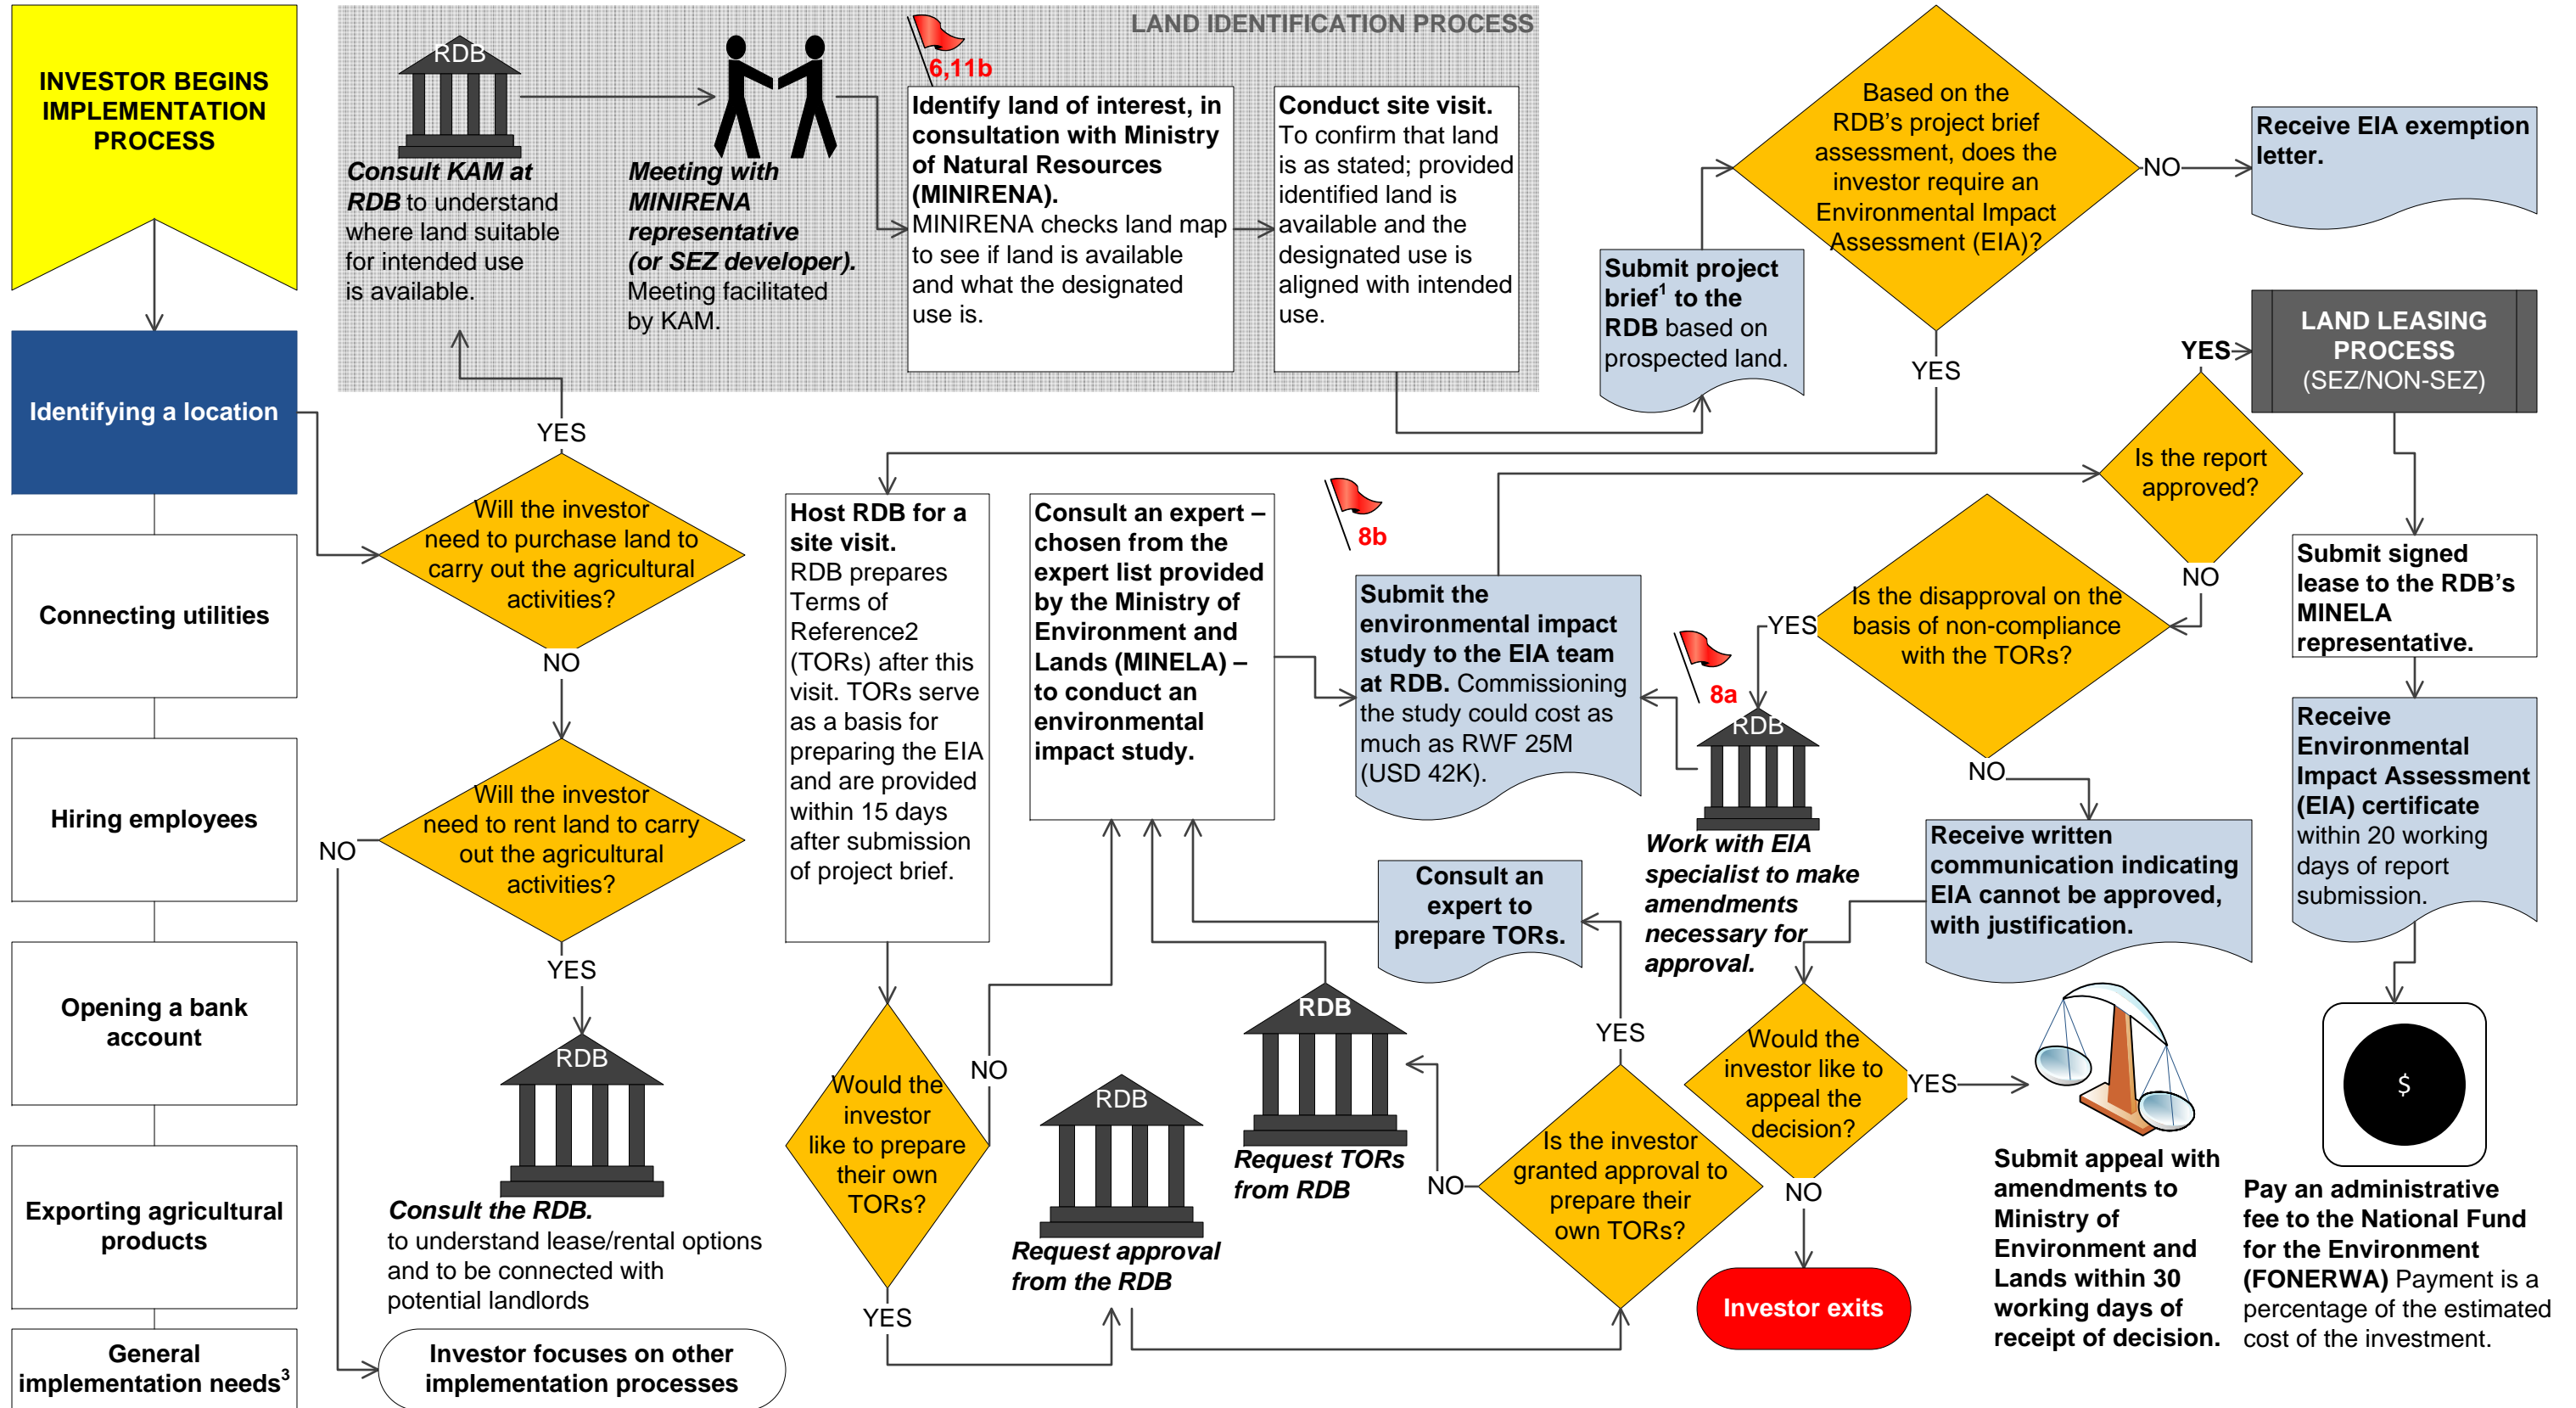 INVESTOR BEGINS
IMPLEMENTATION
PROCESS
Identifying a location
Connecting utilities
Hiring employees
Opening a bank
account
Exporting agricultural
products
General
implementation needs3
LAND IDENTIFICATION PROCESS
RDB
Consult KAM at
RDB to understand
where land suitable
for intended use
is available.
Meeting with
MINIRENA
representative
(or SEZ developer).
Meeting facilitated
by KAM.
6,11b
Identify land of interest, in
consultation with Ministry
of Natural Resources
(MINIRENA).
MINIRENA checks land map
to see if land is available
and what the designated
use is.
Conduct site visit.
To confirm that land
is as stated; provided
identified land is
available and the
designated use is
aligned with intended
use.
Submit project
brief1 to the
RDB based on
prospected land.
Based on the
RDB's project brief
assessment, does the
investor require an
Environmental Impact
Assessment (EIA)?
NO
Receive EIA exemption
letter.
YES
YES
LAND LEASING
PROCESS
(SEZ/NON-SEZ)
Is the report
approved?
NO
YES
Will the investor
need to purchase land to
carry out the agricultural
activities?
NO
Will the investor
need to rent land to carry
out the agricultural
activities?
NO
YES
RDB
Consult the RDB.
to understand lease/rental options
and to be connected with
potential landlords
Investor focuses on other
implementation processes
Host RDB for a
site visit.
RDB prepares
Terms of
Reference2
(TORs) after this
visit. TORs serve
as a basis for
preparing the EIA
and are provided
within 15 days
after submission
of project brief.
Would the
investor
like to prepare
their own
TORs?
NO
YES
Consult an expert –
chosen from the
expert list provided
by the Ministry of
Environment and
Lands (MINELA) –
to conduct an
environmental
impact study.
RDB
Request approval
from the RDB
RDB
Request TORs
from RDB
NO
Is the investor
granted approval to
prepare their
own TORs?
YES
Consult an
expert to
prepare TORs.
8b
Submit the
environmental impact
study to the EIA team
at RDB. Commissioning
the study could cost as
much as RWF 25M
(USD 42K).
8a
RDB
Work with EIA
specialist to make
amendments
necessary for
approval.
YES
Is the disapproval on the
basis of non-compliance
with the TORs?
NO
Receive written
communication indicating
EIA cannot be approved,
with justification.
Would the
investor like to
appeal the
decision?
YES
NO
Investor exits
Submit appeal with
amendments to
Ministry of
Environment and
Lands within 30
working days of
receipt of decision.
Submit signed
lease to the RDB's
MINELA
representative.
Receive
Environmental
Impact Assessment
(EIA) certificate
within 20 working
days of report
submission.
$
Pay an administrative
fee to the National Fund
for the Environment
(FONERWA) Payment is a
percentage of the estimated
cost of the investment.